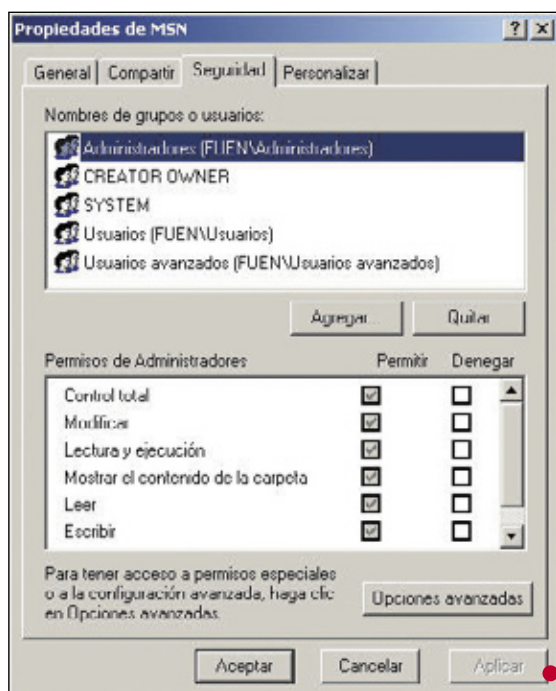 Propiedades de MSN
General Compartir Seguridad Personalizar
Nombres de grupos o usuarios:
Administradores (FUEN\Administradores)
CREATOR OWNER
SYSTEM
Usuarios (FUEN\Usuarios)
Usuarios avanzados (FUEN\Usuarios avanzados)
Agregar... Quitar
Permisos de Administradores Permitir Denegar
Control total
Modificar
Lectura y ejecución
Mostrar el contenido de la carpeta
Leer
Escribir
Para tener acceso a permisos especiales
o a la configuración avanzada, haga clic
en Opciones avanzadas.
Opciones avanzadas
Aceptar Cancelar Aplicar